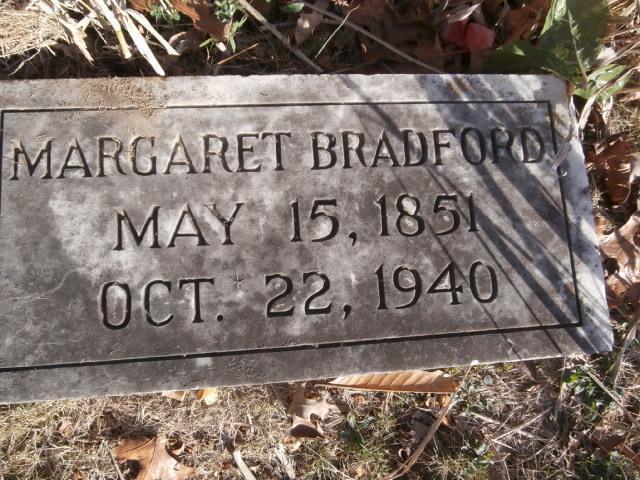 MARGARET BRADFORD
MAY 15, 1851
OCT. 22, 1940